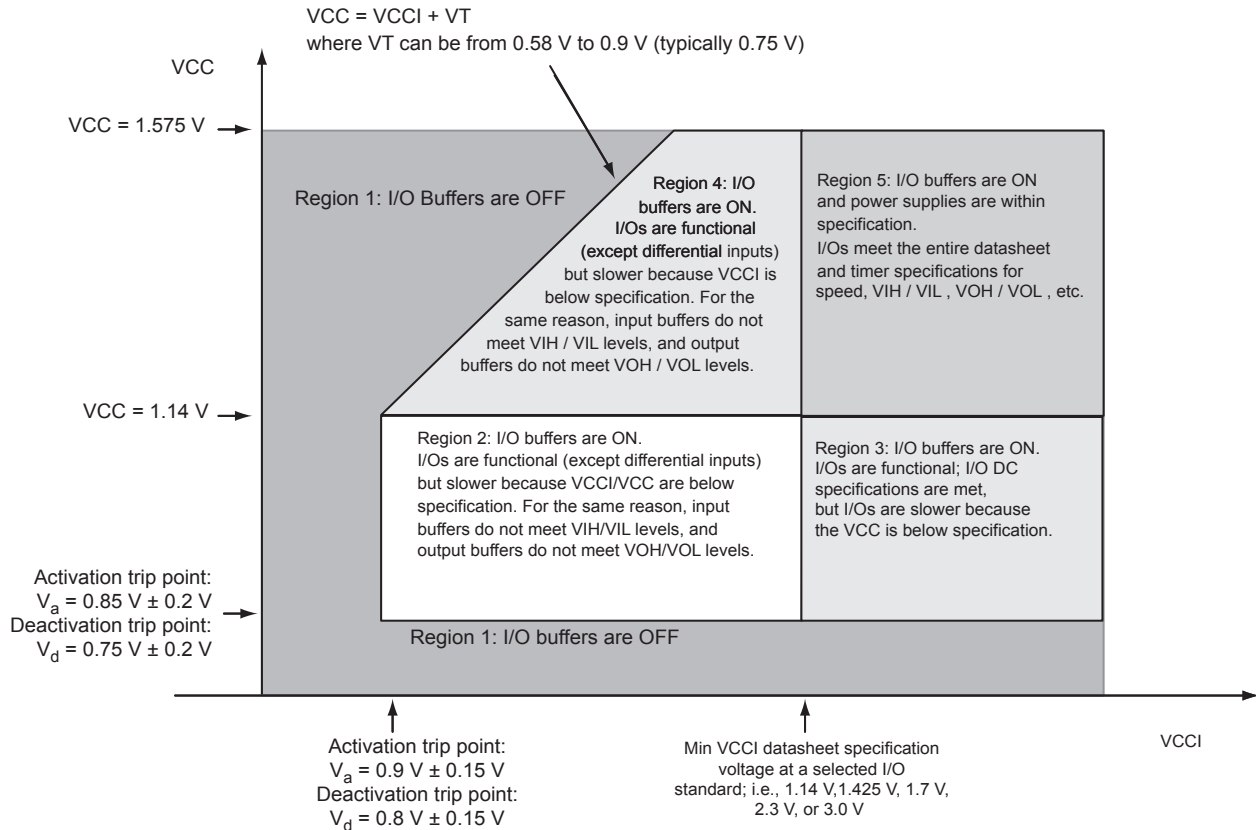 VCC = VCCI + VT
where VT can be from 0.58 V to 0.9 V (typically 0.75 V)
VCC
VCC = 1.575 V
Region 1: I/O Buffers are OFF
Region 4: I/O
buffers are ON.
I/Os are functional
(except differential inputs)
but slower because VCCI is
below specification. For the
same reason, input buffers do not
meet VIH / VIL levels, and output
buffers do not meet VOH / VOL levels.
Region 5: I/O buffers are ON
and power supplies are within
specification.
I/Os meet the entire datasheet
and timer specifications for
speed, VIH / VIL , VOH / VOL , etc.
VCC = 1.14 V
Region 2: I/O buffers are ON.
I/Os are functional (except differential inputs)
but slower because VCCI/VCC are below
specification. For the same reason, input
buffers do not meet VIH/VIL levels, and
output buffers do not meet VOH/VOL levels.
Region 3: I/O buffers are ON.
I/Os are functional; I/O DC
specifications are met,
but I/Os are slower because
the VCC is below specification.
Activation trip point:
Va = 0.85 V ± 0.2 V
Deactivation trip point:
Vd = 0.75 V ± 0.2 V
Region 1: I/O buffers are OFF
Activation trip point:
Va = 0.9 V ± 0.15 V
Deactivation trip point:
Vd = 0.8 V ± 0.15 V
Min VCCI datasheet specification
voltage at a selected I/O
standard; i.e., 1.14 V,1.425 V, 1.7 V,
2.3 V, or 3.0 V
VCCI